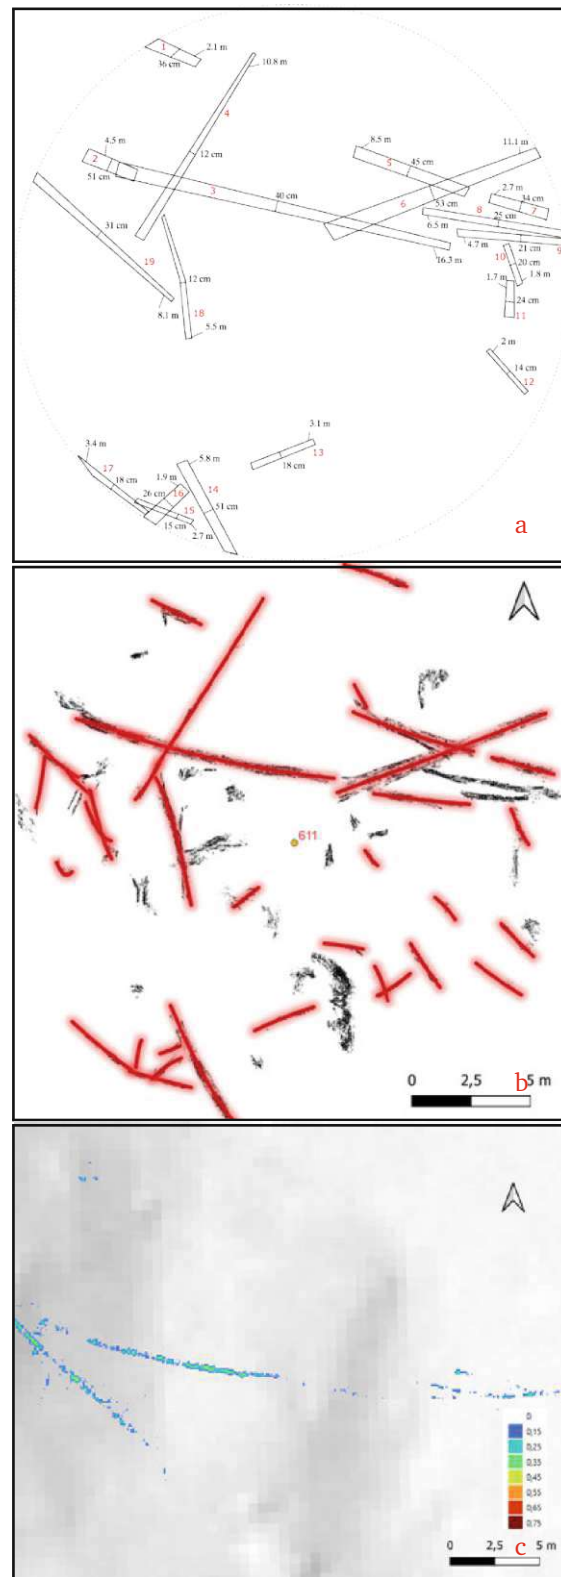 1
2.1 m
36 cm
10.8 m
4
8.5 m
11.1 m
4.5 m
5
45 cm
2
12 cm
51 cm
3
40 cm
6
53 cm
2.7 m
34 cm
7
8
25 cm
6.5 m
31 cm
4.7 m
21 cm
9
16.3 m
10
20 cm
19
12 cm
1.7 m
1.8 m
8.1 m
18
24 cm
11
5.5 m
2 m
14 cm
12
3.1 m
18 cm
13
3.4 m
17
5.8 m
14
1.9 m
18 cm
26 cm
16
51 cm
15
15 cm
2.7 m
a
611
0 2,5 5 m
b
0
0,15
0,25
0,35
0,45
0,55
0,65
0,75
0 2,5 5 m
c